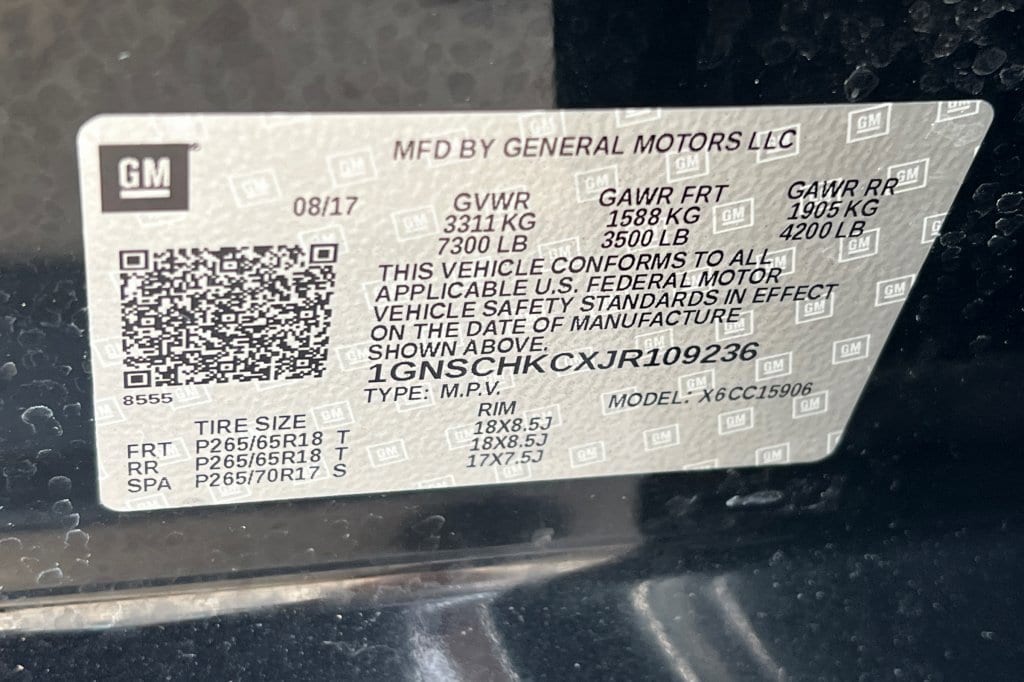 GM
MFD BY GENERAL MOTORS LLC
08/17
GVWR GAWR FRT GAWR RR
3311 KG 1588 KG 1905 KG
7300 LB 3500 LB 4200 LB
THIS VEHICLE CONFORMS TO ALL
APPLICABLE U.S. FEDERAL MOTOR
VEHICLE SAFETY STANDARDS IN EFFECT
ON THE DATE OF MANUFACTURE
SHOWN ABOVE.
1GNSCHKCXJR109236
TYPE: M.P.V. MODEL: X6CC15906
8555
TIRE SIZE RIM
FRT P265/65R18 T 18X8.5J
RR P265/65R18 T 18X8.5J
SPA P265/70R17 S 17X7.5J